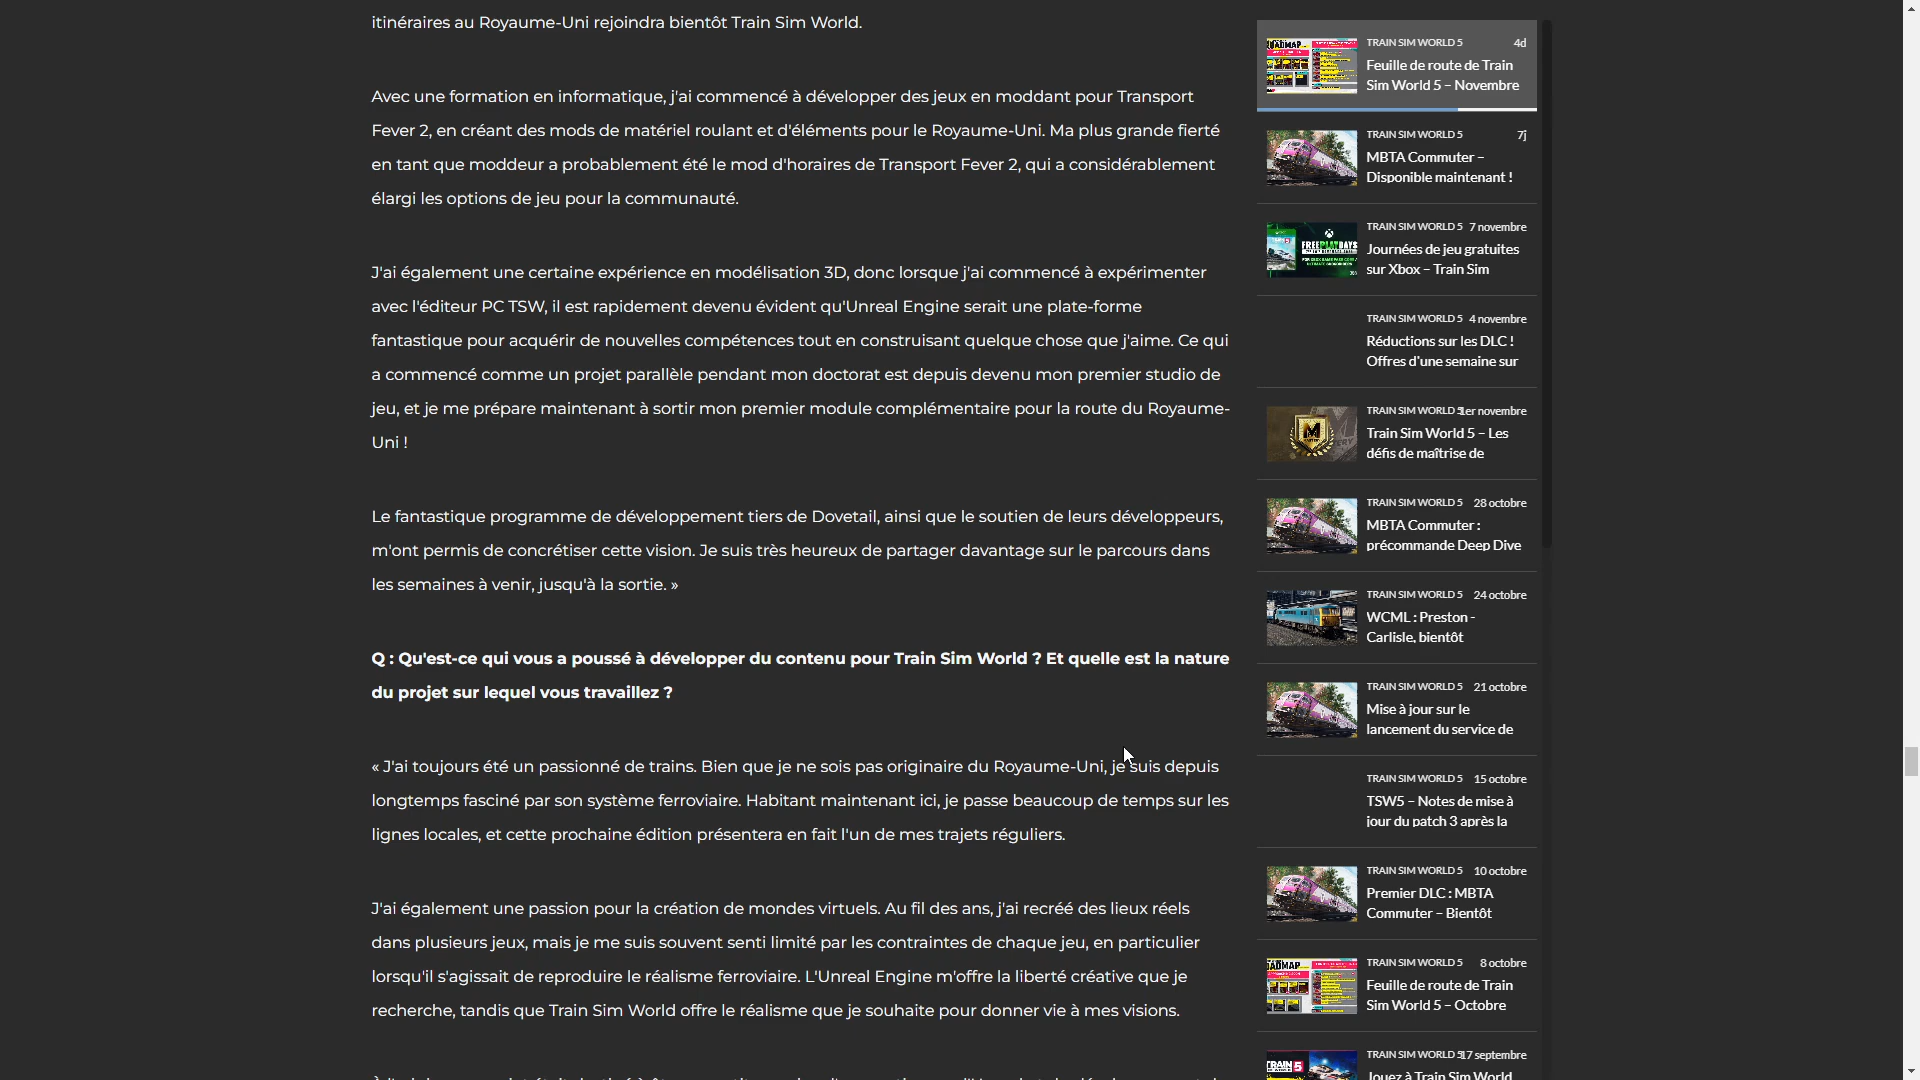 itinéraires au Royaume-Uni rejoindra bientôt Train Sim World.
Avec une formation en informatique, j'ai commencé à développer des jeux en moddant pour Transport
Fever 2, en créant des mods de matériel roulant et d'éléments pour le Royaume-Uni. Ma plus grande fierté
en tant que moddeur a probablement été le mod d'horaires de Transport Fever 2, qui a considérablement
élargi les options de jeu pour la communauté.
J'ai également une certaine expérience en modélisation 3D, donc lorsque j'ai commencé à expérimenter
avec l'éditeur PC TSW, il est rapidement devenu évident qu'Unreal Engine serait une plate-forme
fantastique pour acquérir de nouvelles compétences tout en construisant quelque chose que j'aime. Ce qui
a commencé comme un projet parallèle pendant mon doctorat est depuis devenu mon premier studio de
jeu, et je me prépare maintenant à sortir mon premier module complémentaire pour la route du Royaume-
Uni !
Le fantastique programme de développement tiers de Dovetail, ainsi que le soutien de leurs développeurs,
m'ont permis de concrétiser cette vision. Je suis très heureux de partager davantage sur le parcours dans
les semaines à venir, jusqu'à la sortie. »
Q : Qu'est-ce qui vous a poussé à développer du contenu pour Train Sim World ? Et quelle est la nature
du projet sur lequel vous travaillez ?
« J'ai toujours été un passionné de trains. Bien que je ne sois pas originaire du Royaume-Uni, je suis depuis
longtemps fasciné par son système ferroviaire. Habitant maintenant ici, je passe beaucoup de temps sur les
lignes locales, et cette prochaine édition présentera en fait l'un de mes trajets réguliers.
J'ai également une passion pour la création de mondes virtuels. Au fil des ans, j'ai recréé des lieux réels
dans plusieurs jeux, mais je me suis souvent senti limité par les contraintes de chaque jeu, en particulier
lorsqu'il s'agissait de reproduire le réalisme ferroviaire. L'Unreal Engine m'offre la liberté créative que je
recherche, tandis que Train Sim World offre le réalisme que je souhaite pour donner vie à mes visions.
TRAIN SIM WORLD 5 4d
Feuille de route de Train
Sim World 5 – Novembre
TRAIN SIM WORLD 5 7j
MBTA Commuter –
Disponible maintenant !
TRAIN SIM WORLD 5 7 novembre
Journées de jeu gratuites
sur Xbox – Train Sim
FREE PLAY DAYS
TRAIN SIM WORLD 5 4 novembre
Réductions sur les DLC !
Offres d'une semaine sur
TRAIN SIM WORLD 5 1er novembre
Train Sim World 5 – Les
défis de maîtrise de
TRAIN SIM WORLD 5 28 octobre
MBTA Commuter :
précommande Deep Dive
TRAIN SIM WORLD 5 24 octobre
WCML : Preston -
Carlisle, bientôt
TRAIN SIM WORLD 5 21 octobre
Mise à jour sur le
lancement du service de
TRAIN SIM WORLD 5 15 octobre
TSW5 – Notes de mise à
jour du patch 3 après la
TRAIN SIM WORLD 5 10 octobre
Premier DLC : MBTA
Commuter – Bientôt
TRAIN SIM WORLD 5 8 octobre
Feuille de route de Train
Sim World 5 – Octobre
TRAIN SIM WORLD 5 17 septembre
Jouez à Train Sim World